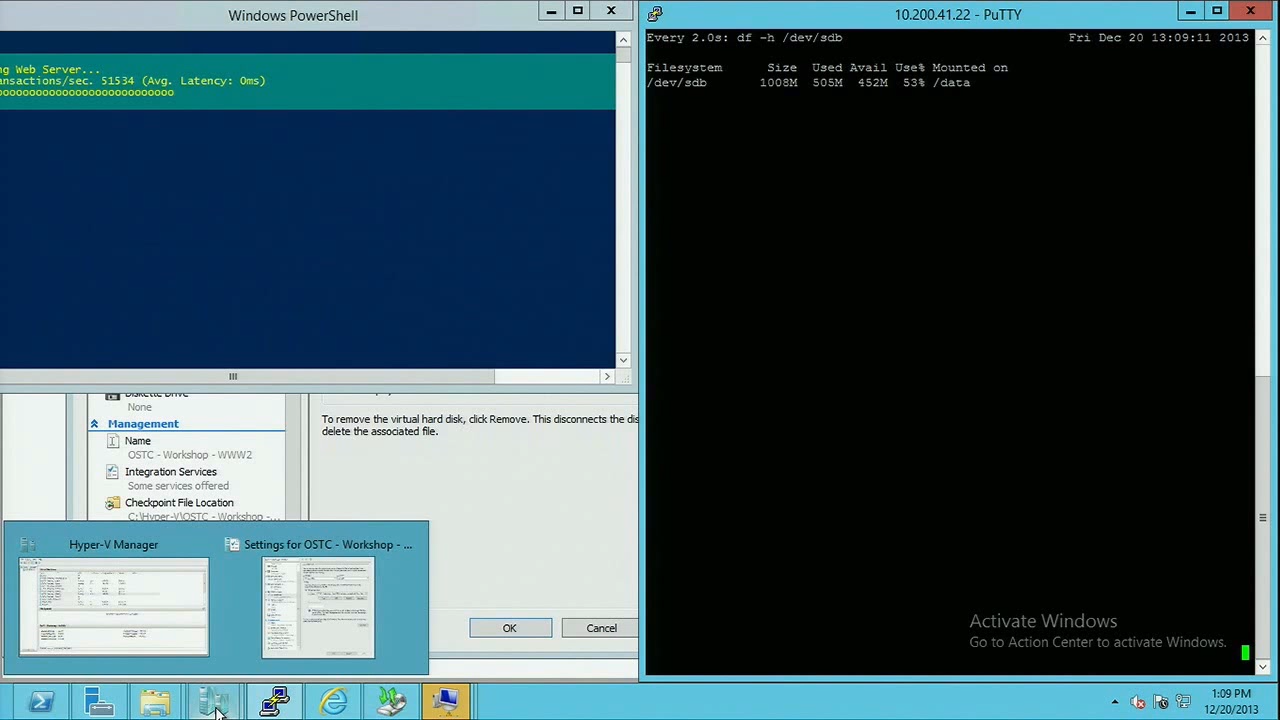 Windows PowerShell
ng Web Server...
ansactions/sec. 51534 (Avg. Latency: 0ms)
ooooooooooooooooooooooooooo
10.200.41.22 - PuTTY
Every 2.0s: df -h /dev/sdb Fri Dec 20 13:09:11 2013
Filesystem Size Used Avail Use% Mounted on
/dev/sdb 1008M 505M 452M 53% /data
Diskette Drive
None
Management
Name
OSTC - Workshop - WWW2
Integration Services
Some services offered
Checkpoint File Location
C:\Hyper-V\OSTC - Workshop -...
To remove the virtual hard disk, click Remove. This disconnects the dis
delete the associated file.
Hyper-V Manager
Settings for OSTC - Workshop - ...
OK
Cancel
Activate Windows
Go to Action Center to activate Windows.
1:09 PM
12/20/2013